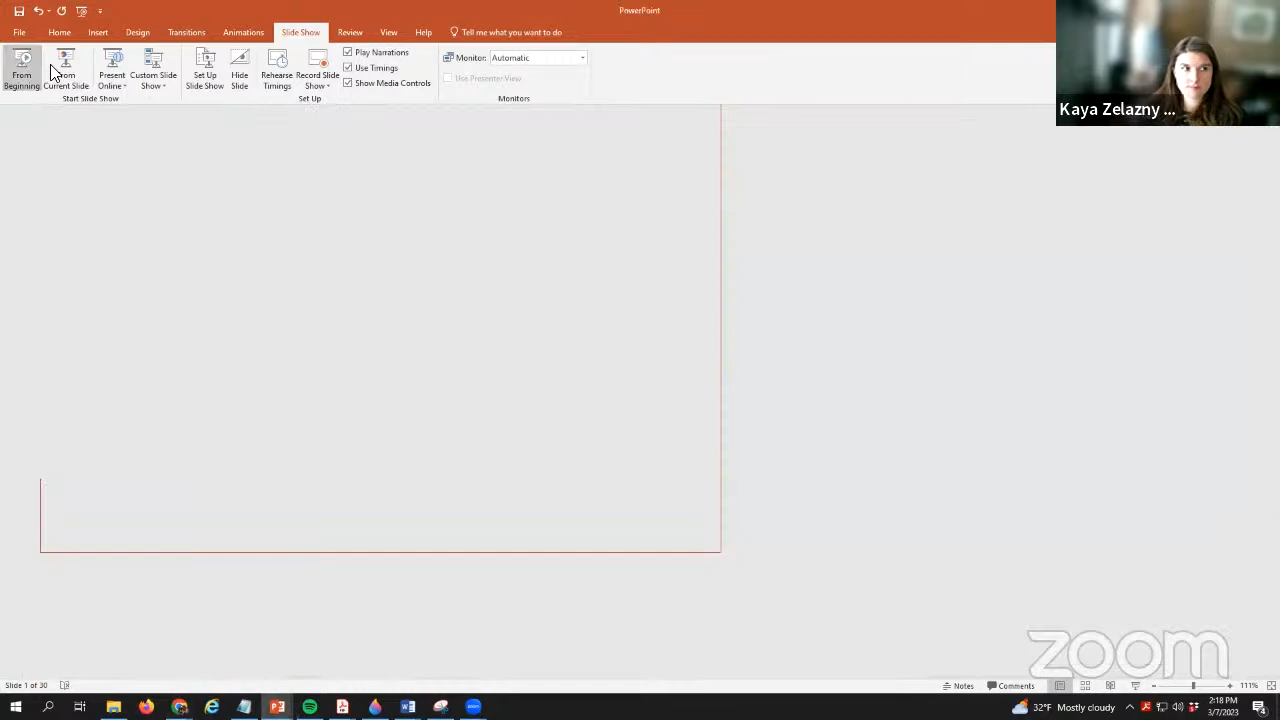 PowerPoint
File Home Insert Design Transitions Animations Slide Show Review View Help Tell me what you want to do
From Beginning
From Current Slide
Present Online
Custom Slide Show
Start Slide Show
Set Up Slide Show
Hide Slide
Rehearse Timings
Record Slide Show
Play Narrations
Use Timings
Show Media Controls
Set Up
Monitor: Automatic
Use Presenter View
Monitors
Kaya Zelazny ...
zoom
Slide 1 of 30
Notes Comments 111%
32°F Mostly cloudy
2:18 PM
3/7/2023